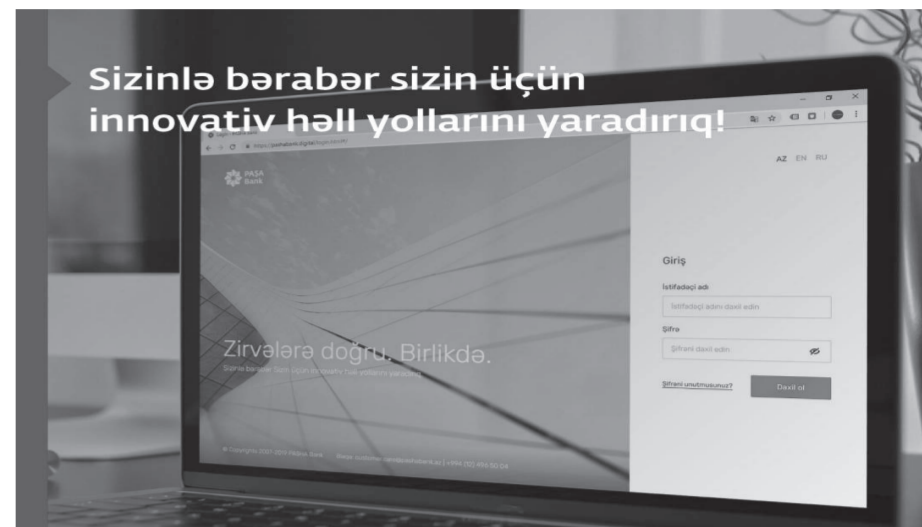 Sizinlə bərabər sizin üçün
innovativ həll yollarını yaradırıq!
AZ EN RU
PAŞA
Bank
Giriş
İstifadəçi adı
İstifadəçi adını daxil edin
Şifrə
Şifrəni daxil edin
Zirvələrə doğru. Birlikdə.
Şifrəni unutmusunuz?
Daxil ol